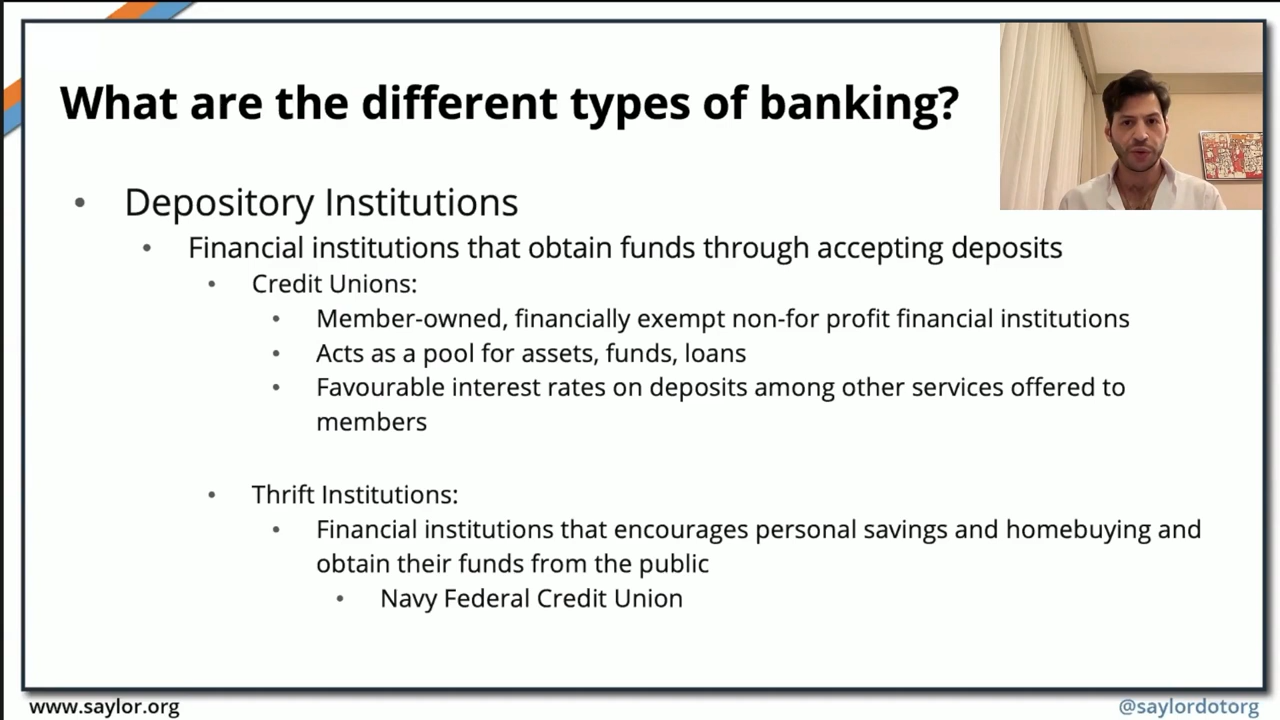 What are the different types of banking?
• Depository Institutions
• Financial institutions that obtain funds through accepting deposits
• Credit Unions:
• Member-owned, financially exempt non-for profit financial institutions
• Acts as a pool for assets, funds, loans
• Favourable interest rates on deposits among other services offered to
members
• Thrift Institutions:
• Financial institutions that encourages personal savings and homebuying and
obtain their funds from the public
• Navy Federal Credit Union
www.saylor.org
@saylordotorg